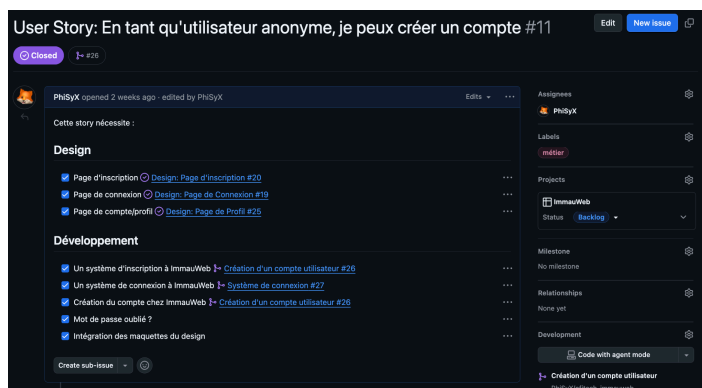 User Story: En tant qu'utilisateur anonyme, je peux créer un compte #11
Edit
New issue
Closed
#26
PhiSyX opened 2 weeks ago · edited by PhiSyX
Edits
Cette story nécessite :
Design
Page d'inscription Design: Page d'inscription #20
Page de connexion Design: Page de Connexion #19
Page de compte/profil Design: Page de Profil #25
Développement
Un système d'inscription à ImmauWeb Création d'un compte utilisateur #26
Un système de connexion à ImmauWeb Système de connexion #27
Création du compte chez ImmauWeb Création d'un compte utilisateur #26
Mot de passe oublié ?
Intégration des maquettes du design
Create sub-issue
Assignees
PhiSyX
Labels
métier
Projects
ImmauWeb
Status Backlog
Milestone
No milestone
Relationships
None yet
Development
Code with agent mode
Création d'un compte utilisateur